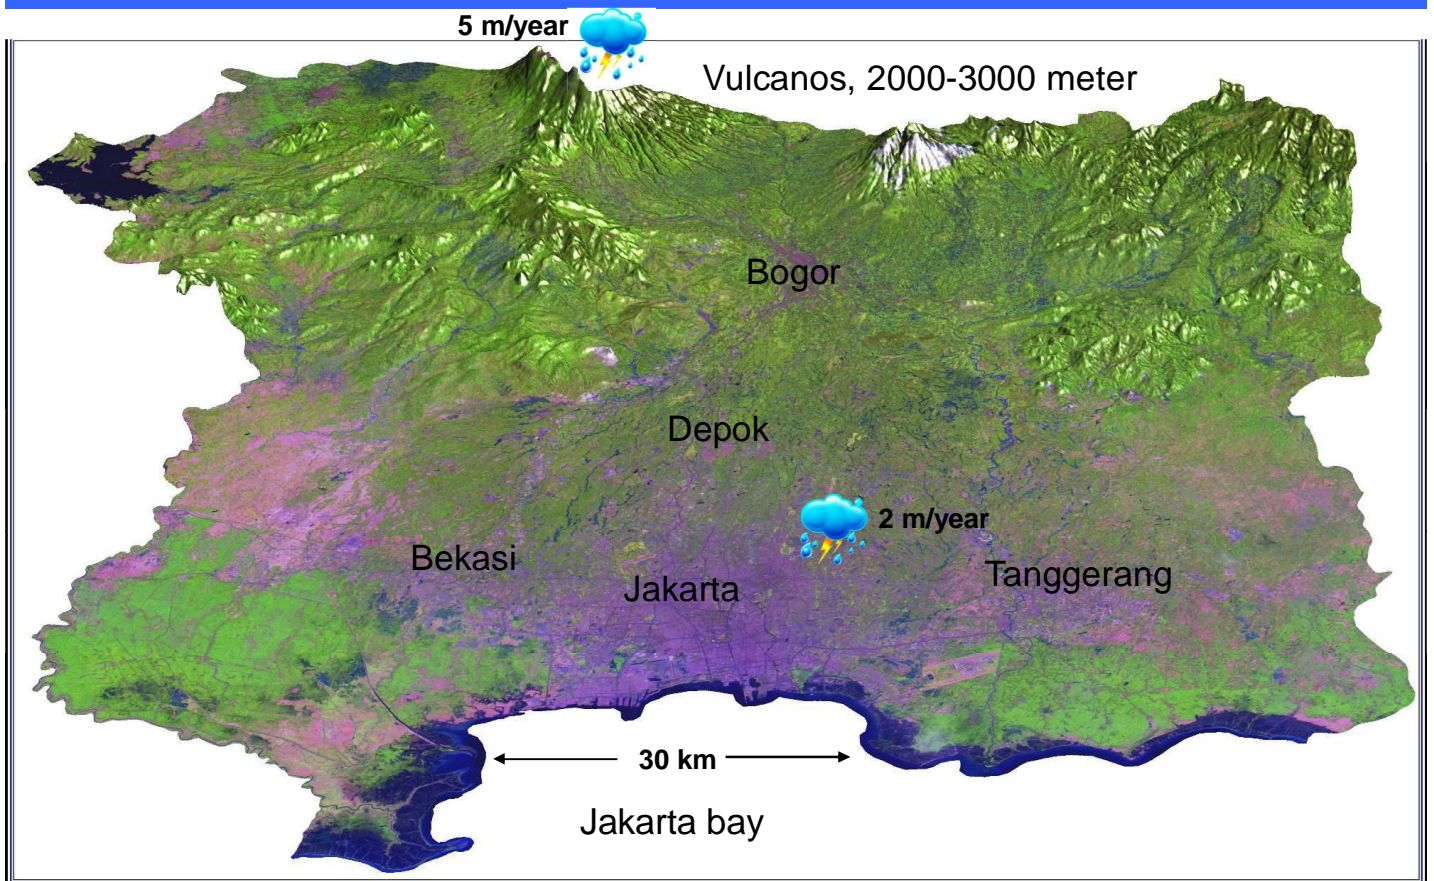 5 m/year
Vulcanos, 2000-3000 meter
Bogor
Depok
2 m/year
Bekasi
Jakarta
Tanggerang
30 km
Jakarta bay